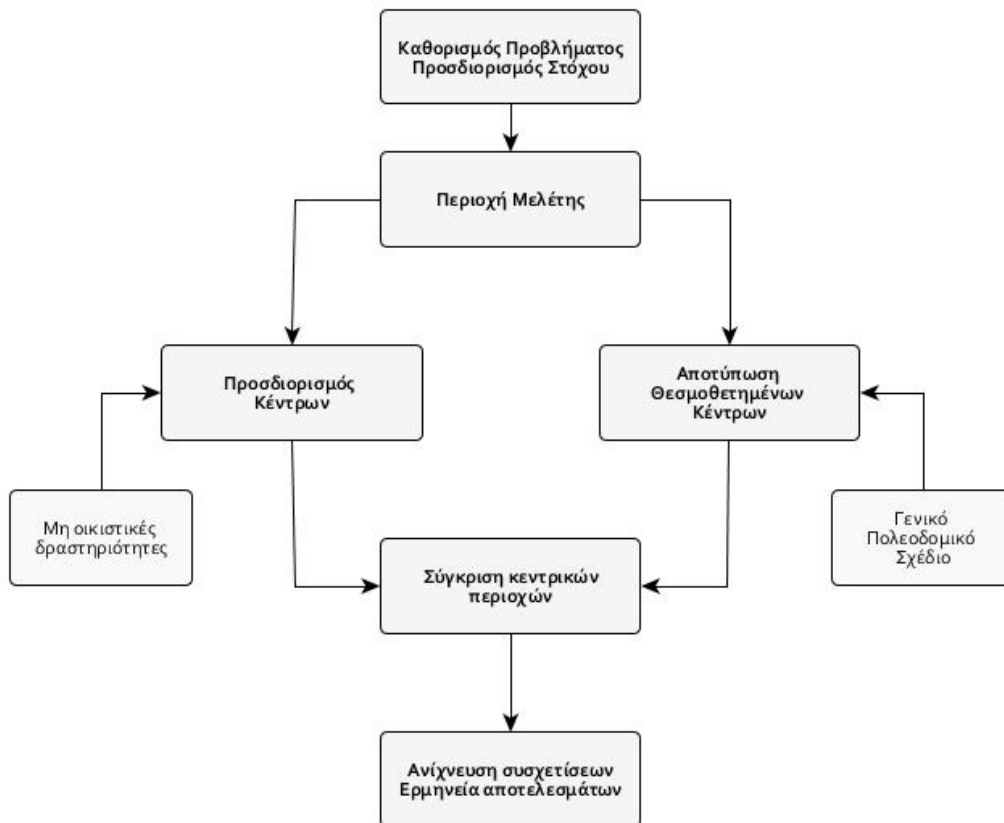 Καθορισμός Προβλήματος
Προσδιορισμός Στόχου
Περιοχή Μελέτης
Προσδιορισμός
Κέντρων
Αποτύπωση
Θεσμοθετημένων
Κέντρων
Μη οικιστικές
δραστηριότητες
Γενικό
Πολεοδομικό
Σχέδιο
Σύγκριση κεντρικών
περιοχών
Ανίχνευση συσχετίσεων
Ερμηνεία αποτελεσμάτων